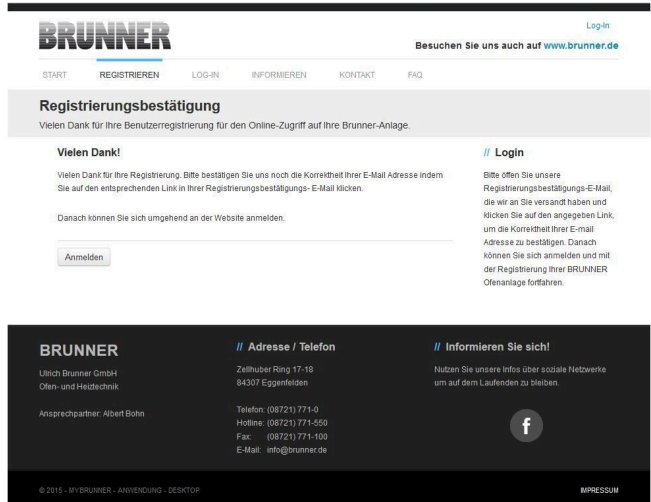 Log-In
BRUNNER
Besuchen Sie uns auch auf www.brunner.de
START REGISTRIEREN LOG-IN INFORMIEREN KONTAKT FAQ
Registrierungsbestätigung
Vielen Dank für Ihre Benutzerregistrierung für den Online-Zugriff auf Ihre Brunner-Anlage.
Vielen Dank!
Vielen Dank für Ihre Registrierung. Bitte bestätigen Sie uns noch die Korrektheit Ihrer E-Mail Adresse indem
Sie auf den entsprechenden Link in Ihrer Registrierungsbestätigungs- E-Mail klicken.
Danach können Sie sich umgehend an der Website anmelden.
Anmelden
// Login
Bitte öffen Sie unsere
Registrierungsbestätigungs-E-Mail,
die wir an Sie versandt haben und
klicken Sie auf den angegeben Link,
um die Korrektheit Ihrer E-mail
Adresse zu bestätigen. Danach
können Sie sich anmelden und mit
der Registrierung Ihrer BRUNNER
Ofenanlage fortfahren.
BRUNNER
Ulrich Brunner GmbH
Ofen- und Heiztechnik
Ansprechpartner: Albert Bohn
// Adresse / Telefon
Zellhuber Ring 17-18
84307 Eggenfelden
Telefon: (08721) 771-0
Hotline: (08721) 771-550
Fax: (08721) 771-100
E-Mail: info@brunner.de
// Informieren Sie sich!
Nutzen Sie unsere Infos über soziale Netzwerke
um auf dem Laufenden zu bleiben.
f
© 2015 - MYBRUNNER - ANWENDUNG - DESKTOP
IMPRESSUM